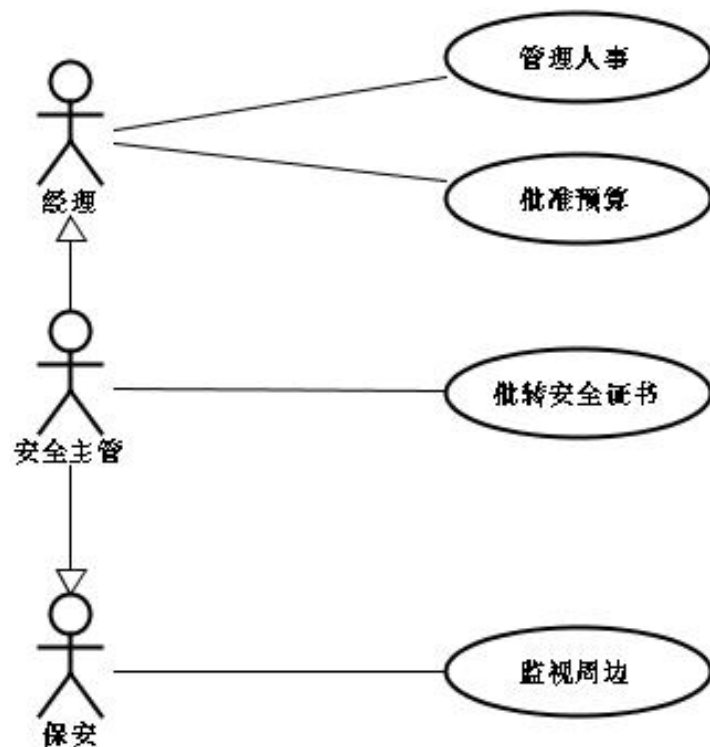 管理人事
经理
批准预算
安全主管
批转安全证书
保安
监视周边